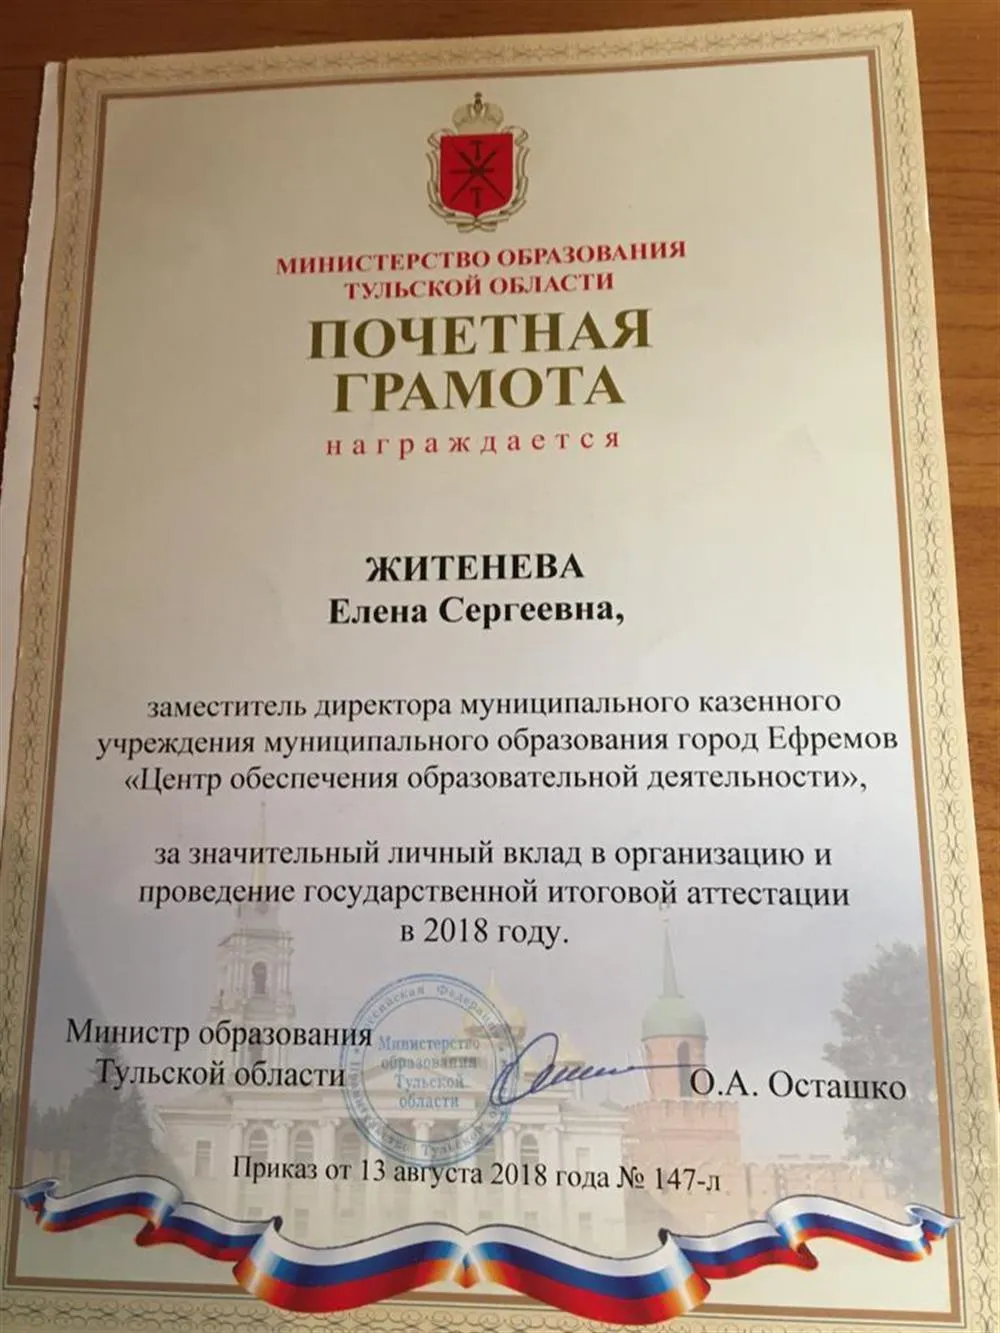 МИНИСТЕРСТВО ОБРАЗОВАНИЯ
ТУЛЬСКОЙ ОБЛАСТИ
ПОЧЕТНАЯ
ГРАМОТА
награждается
ЖИТЕНЕВА
Елена Сергеевна,
заместитель директора муниципального казенного
учреждения муниципального образования город Ефремов
«Центр обеспечения образовательной деятельности»,
за значительный личный вклад в организацию и
проведение государственной итоговой аттестации
в 2018 году.
Министр образования
Тульской области
Министерство
образования
Тульской
области
О.А. Осташко
Приказ от 13 августа 2018 года № 147-л